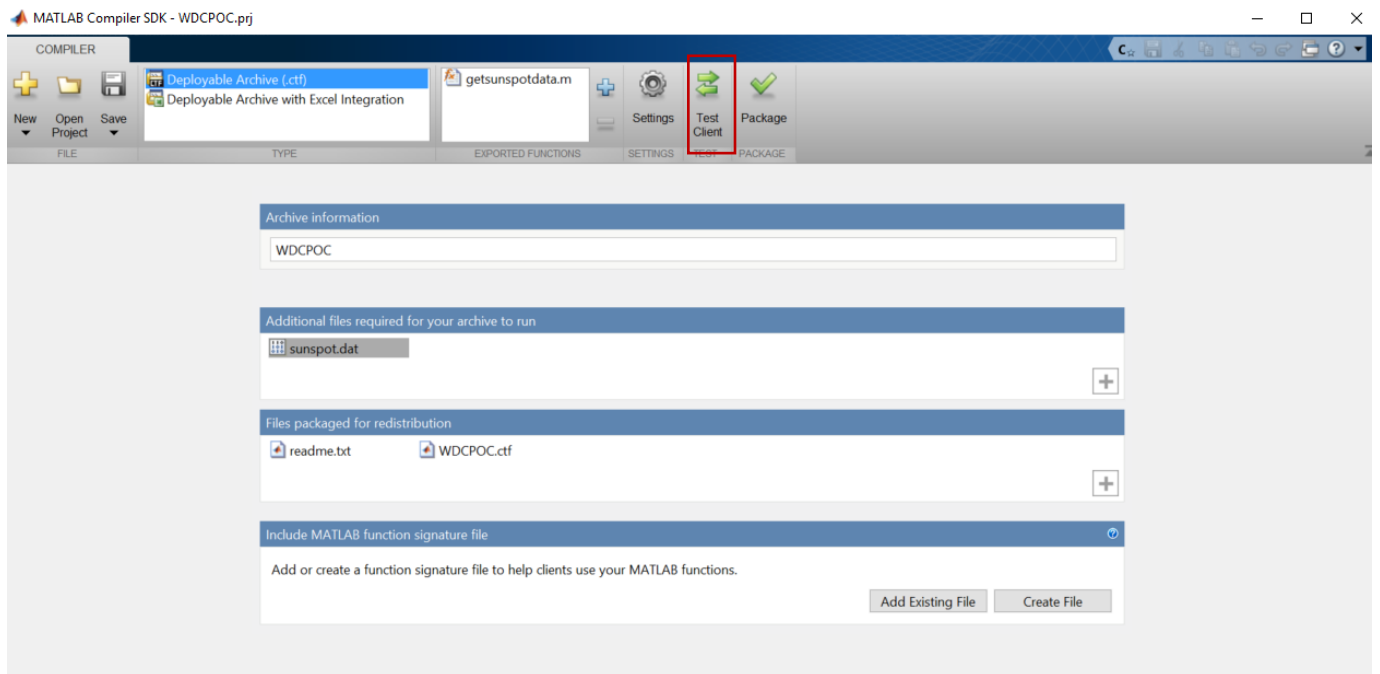 MATLAB Compiler SDK - WDCPOC.prj
COMPILER
New
Open Project
Save
FILE
Deployable Archive (.ctf)
Deployable Archive with Excel Integration
TYPE
getsunspotdata.m
EXPORTED FUNCTIONS
Settings
SETTINGS
Test Client
TEST
Package
PACKAGE
Archive information
WDCPOC
Additional files required for your archive to run
sunspot.dat
Files packaged for redistribution
readme.txt WDCPOC.ctf
Include MATLAB function signature file
Add or create a function signature file to help clients use your MATLAB functions.
Add Existing File Create File